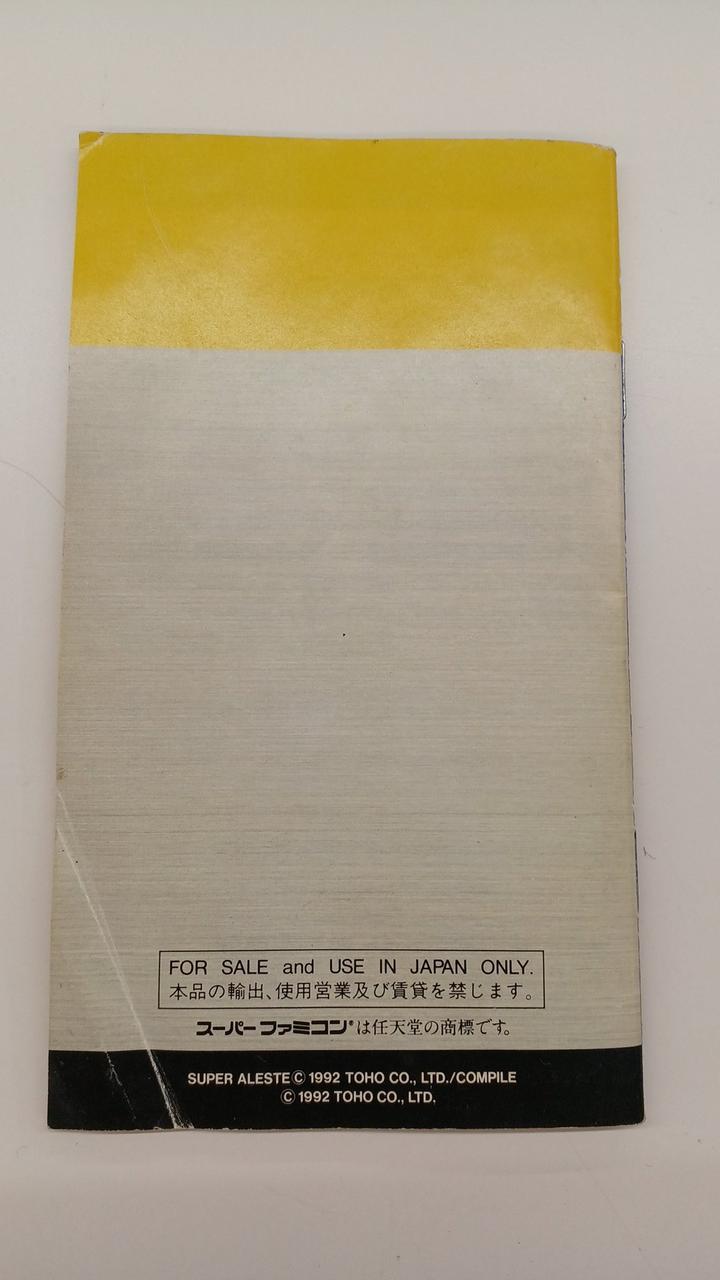 FOR SALE and USE IN JAPAN ONLY.
本品の輸出、使用営業及び賃貸を禁じます。
スーパーファミコン®は任天堂の商標です。
SUPER ALESTE© 1992 TOHO CO., LTD./COMPILE
© 1992 TOHO CO., LTD.